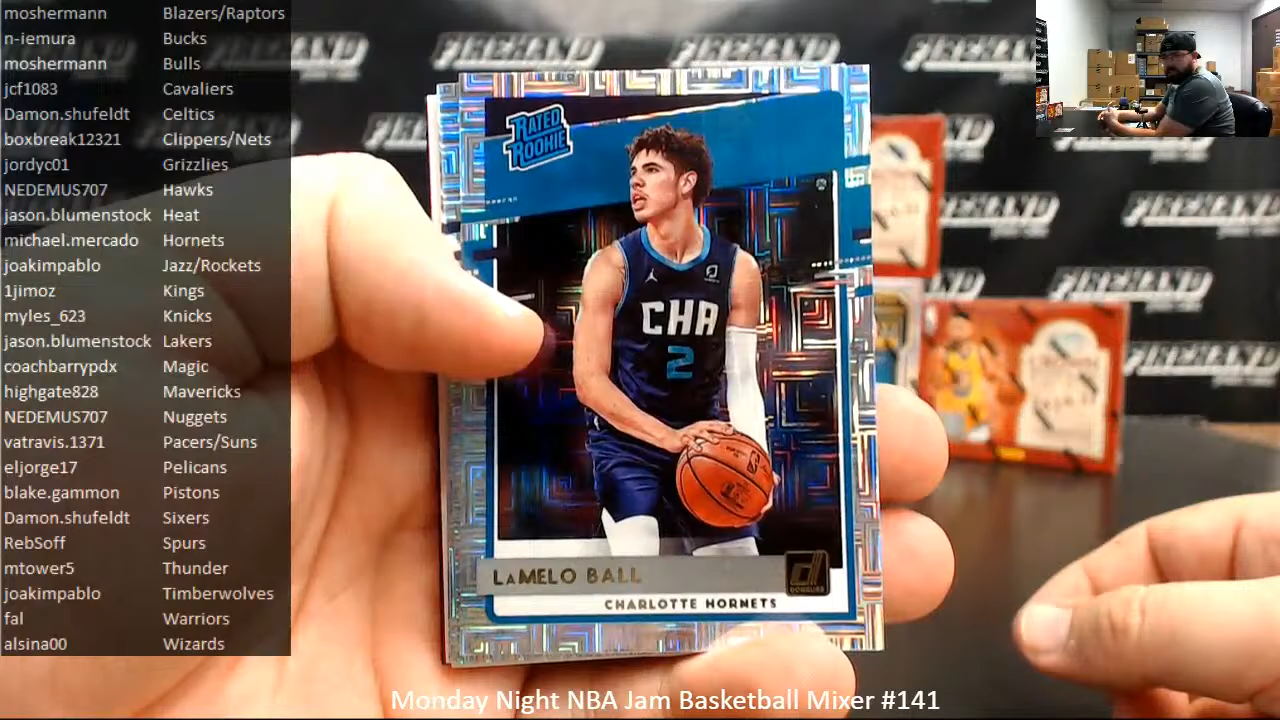 moshermann Blazers/Raptors
n-iemura Bucks
moshermann Bulls
jcf1083 Cavaliers
Damon.shufeldt Celtics
boxbreak12321 Clippers/Nets
jordyc01 Grizzlies
NEDEMUS707 Hawks
jason.blumenstock Heat
michael.mercado Hornets
joakimpablo Jazz/Rockets
1jimoz Kings
myles_623 Knicks
jason.blumenstock Lakers
coachbarrypdx Magic
highgate828 Mavericks
NEDEMUS707 Nuggets
vatravis.1371 Pacers/Suns
eljorge17 Pelicans
blake.gammon Pistons
Damon.shufeldt Sixers
RebSoff Spurs
mtower5 Thunder
joakimpablo Timberwolves
fal Warriors
alsina00 Wizards
FIREHAND
RATED
ROOKIE
CHA
2
LAMELO BALL
DONRUSS
CHARLOTTE HORNETS
Monday Night NBA Jam Basketball Mixer #141